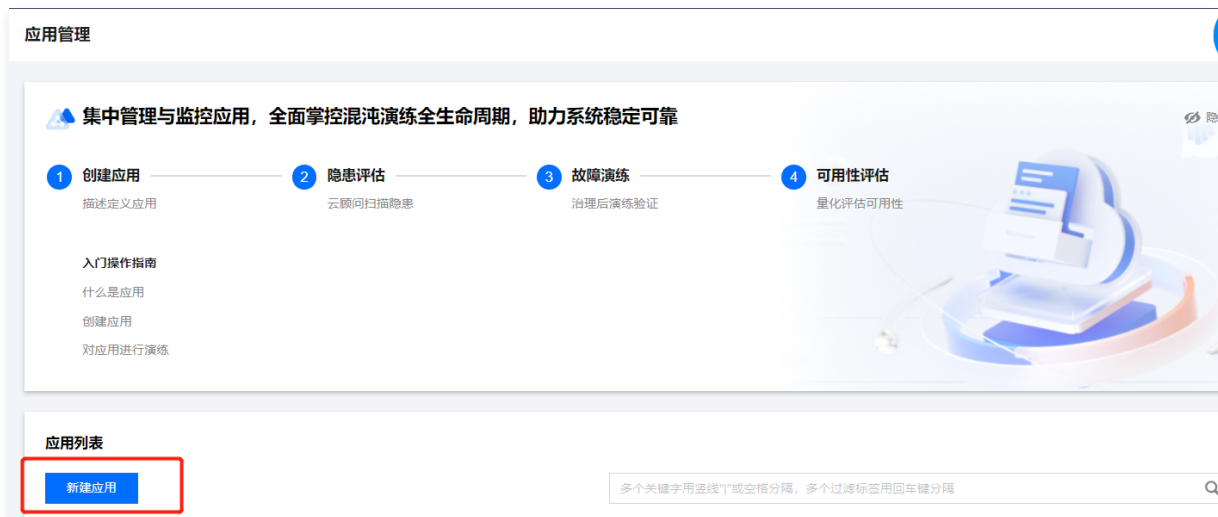 应用管理
集中管理与监控应用，全面掌控混沌演练全生命周期，助力系统稳定可靠
隐
1 创建应用 2 隐患评估 3 故障演练 4 可用性评估
描述定义应用 云顾问扫描隐患 治理后演练验证 量化评估可用性
入门操作指南
什么是应用
创建应用
对应用进行演练
应用列表
新建应用 多个关键字用竖线"|"或空格分隔，多个过滤标签用回车键分隔